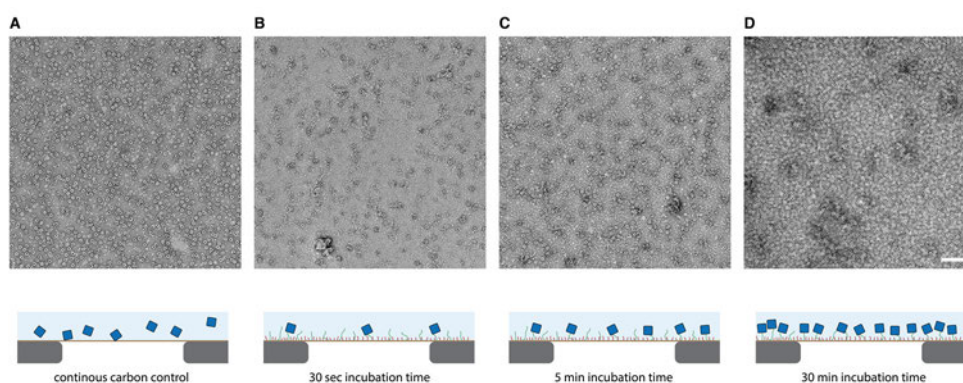 A
B
C
D
continous carbon control
30 sec incubation time
5 min incubation time
30 min incubation time